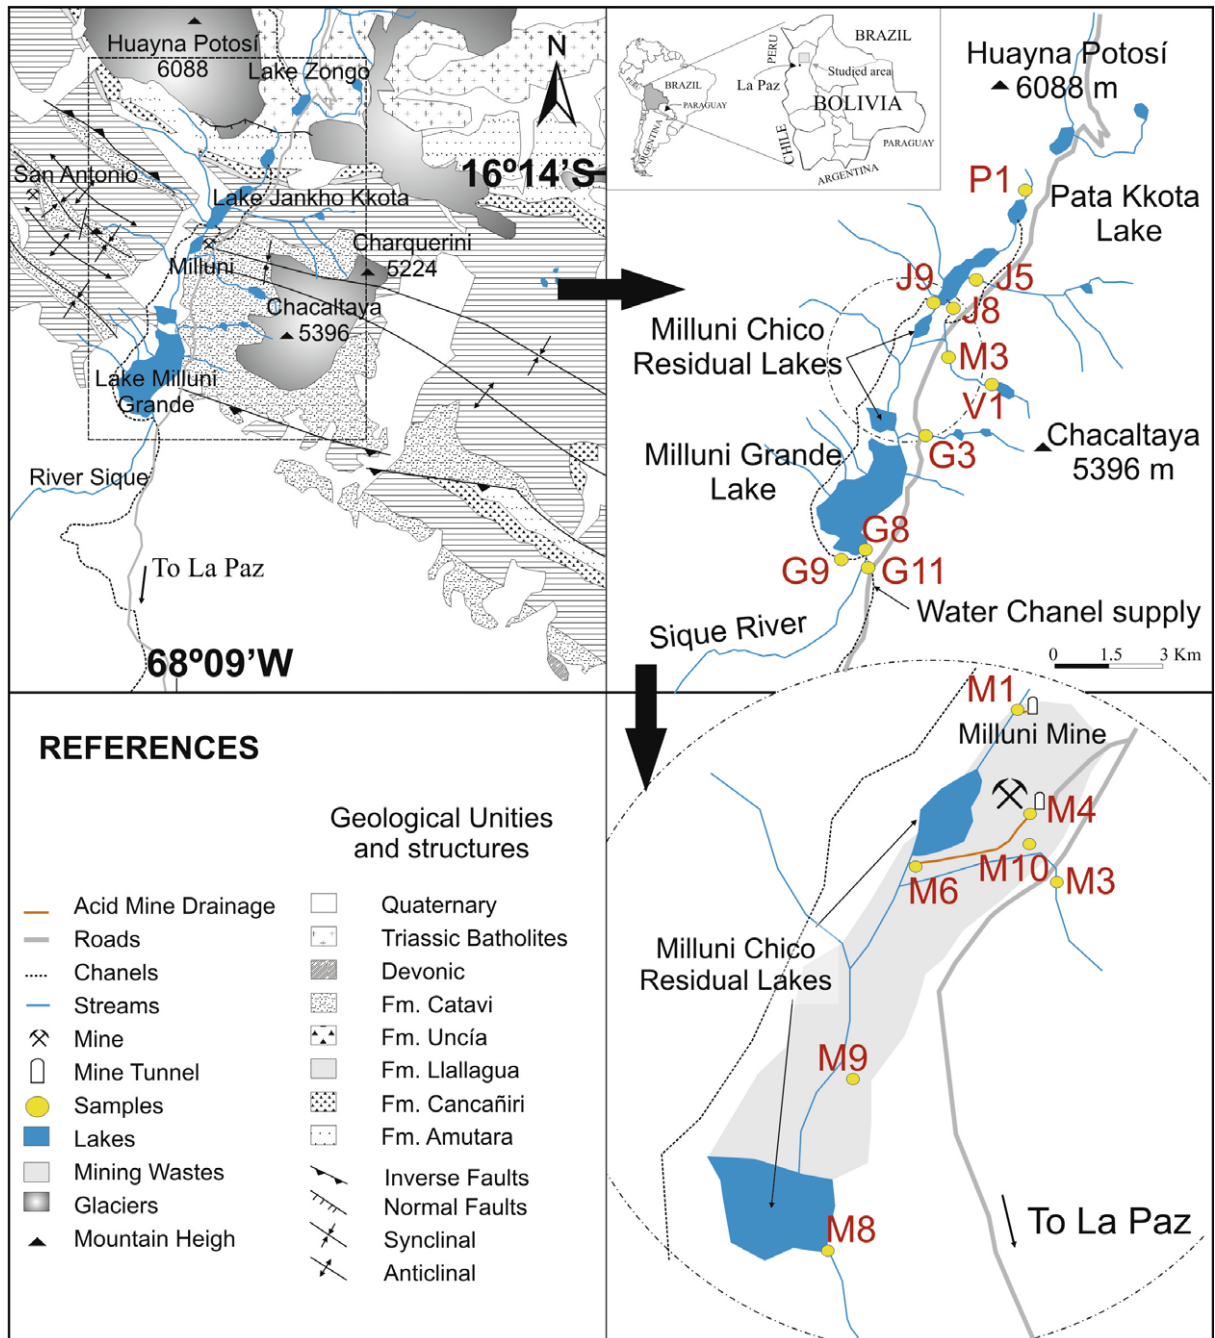 Huayna Potosí
6088
Lake Zongo
N
16º14'S
San Antonio
Lake Jankho Kkota
Charquerini
5224
Milluni
Chacaltaya
5396
Lake Milluni
Grande
River Sique
To La Paz
68º09'W
BRAZIL
PERU
La Paz
Studied area
BOLIVIA
CHILE
PARAGUAY
ARGENTINA
BRAZIL
PARAGUAY
ARGENTINA
Huayna Potosí
6088 m
P1
Pata Kkota
Lake
J9
J5
J8
Milluni Chico
Residual Lakes
M3
V1
G3
Chacaltaya
5396 m
Milluni Grande
Lake
G8
G9
G11
Water Chanel supply
Sique River
0 1.5 3 Km
REFERENCES
Geological Unities
and structures
Acid Mine Drainage
Roads
Chanels
Streams
Mine
Mine Tunnel
Samples
Lakes
Mining Wastes
Glaciers
Mountain Heigh
Quaternary
Triassic Batholites
Devonic
Fm. Catavi
Fm. Uncía
Fm. Llallagua
Fm. Cancañiri
Fm. Amutara
Inverse Faults
Normal Faults
Synclinal
Anticlinal
M1
Milluni Mine
M4
M10
M6
M3
Milluni Chico
Residual Lakes
M9
M8
To La Paz